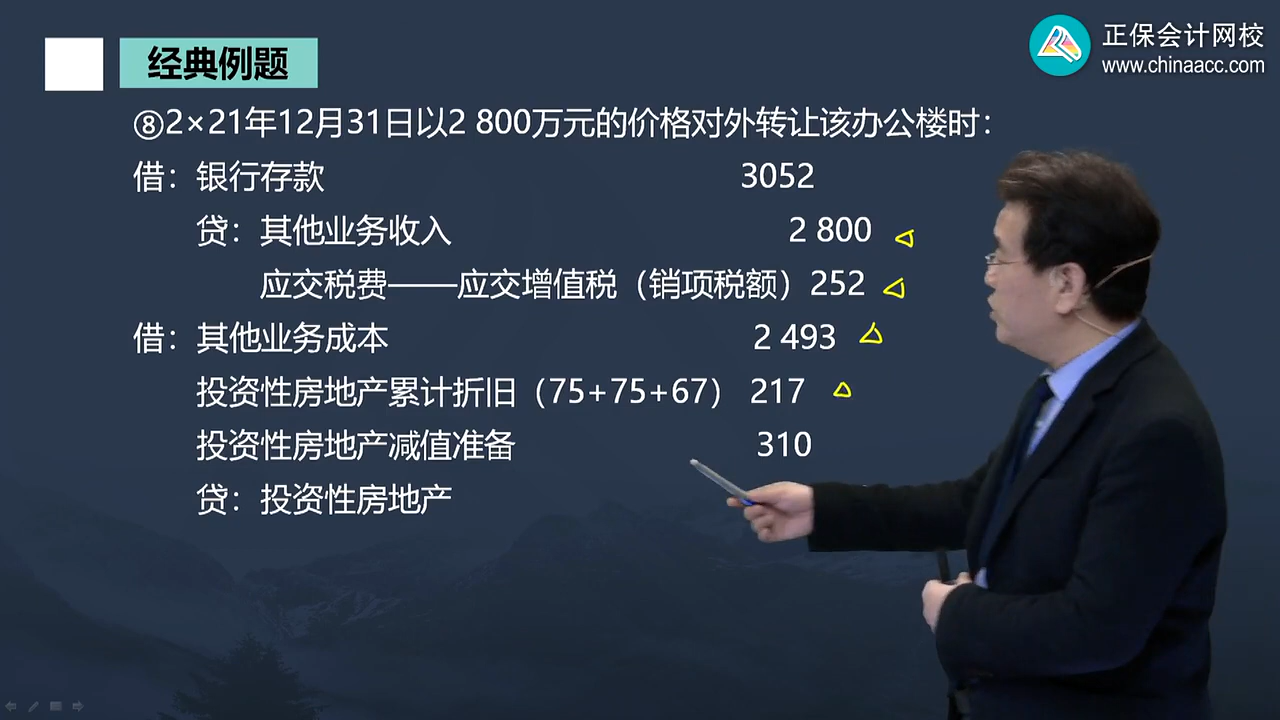 正保会计网校
www.chinaacc.com
经典例题
⑧2×21年12月31日以2 800万元的价格对外转让该办公楼时：
借：银行存款 3052
贷：其他业务收入 2 800
应交税费——应交增值税（销项税额）252
借：其他业务成本 2 493
投资性房地产累计折旧（75+75+67） 217
投资性房地产减值准备 310
贷：投资性房地产